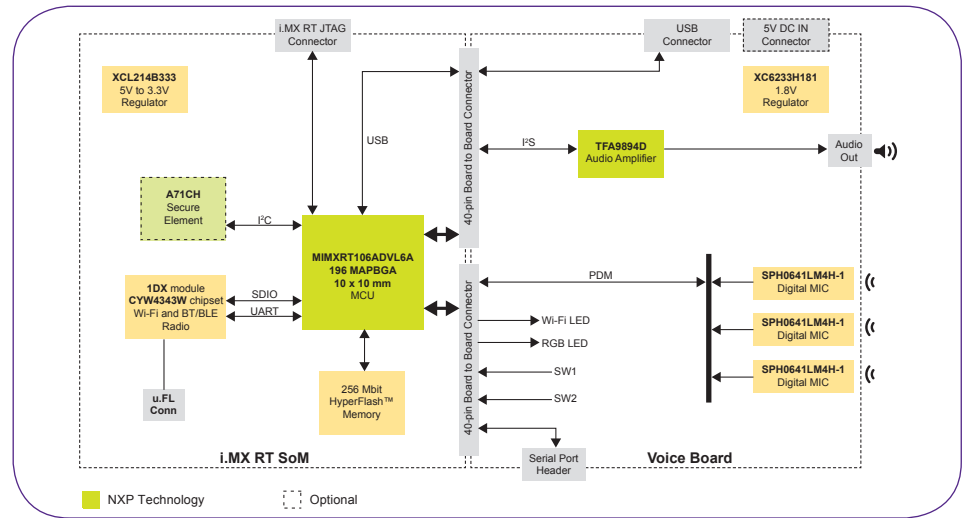 i.MX RT JTAG
Connector
USB
Connector
5V DC IN
Connector
XCL214B333
5V to 3.3V
Regulator
XC6233H181
1.8V
Regulator
40-pin Board to Board Connector
USB
I²S
TFA9894D
Audio Amplifier
Audio
Out
A71CH
Secure
Element
I²C
MIMXRT106ADVL6A
196 MAPBGA
10 x 10 mm
MCU
1DX module
CYW4343W chipset
Wi-Fi and BT/BLE
Radio
SDIO
UART
u.FL
Conn
256 Mbit
HyperFlash™
Memory
40-pin Board to Board Connector
PDM
Wi-Fi LED
RGB LED
SW1
SW2
Serial Port
Header
SPH0641LM4H-1
Digital MIC
SPH0641LM4H-1
Digital MIC
SPH0641LM4H-1
Digital MIC
i.MX RT SoM
Voice Board
NXP Technology
Optional